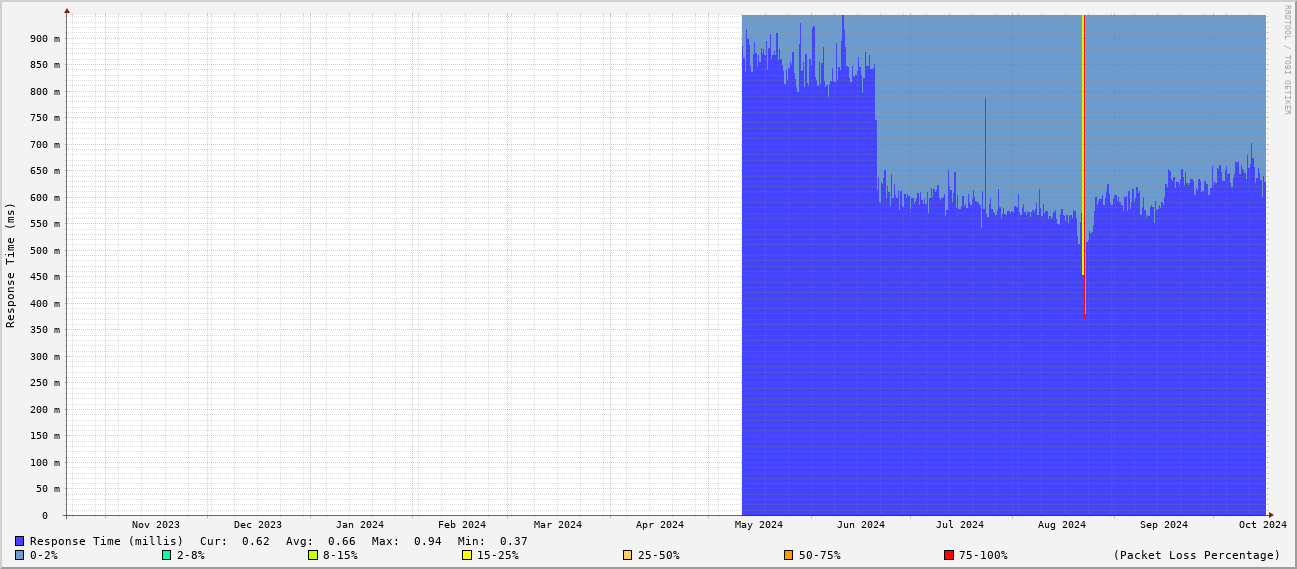 RRDTOOL / TOBI OETIKER
Response Time (ms)
900 m
850 m
800 m
750 m
700 m
650 m
600 m
550 m
500 m
450 m
400 m
350 m
300 m
250 m
200 m
150 m
100 m
50 m
0
Nov 2023 Dec 2023 Jan 2024 Feb 2024 Mar 2024 Apr 2024 May 2024 Jun 2024 Jul 2024 Aug 2024 Sep 2024 Oct 2024
Response Time (millis) Cur: 0.62 Avg: 0.66 Max: 0.94 Min: 0.37
0-2% 2-8% 8-15% 15-25% 25-50% 50-75% 75-100% (Packet Loss Percentage)